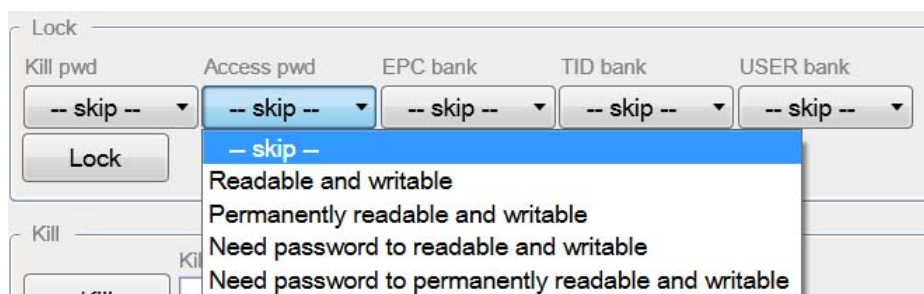 Lock
Kill pwd Access pwd EPC bank TID bank USER bank
-- skip -- -- skip -- -- skip -- -- skip -- -- skip --
Lock
-- skip --
Readable and writable
Permanently readable and writable
Kill
Need password to readable and writable
Need password to permanently readable and writable